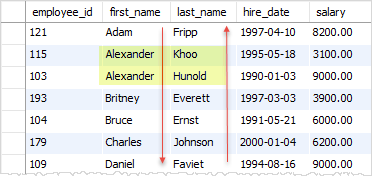 employee_id first_name last_name hire_date salary
121 Adam Fripp 1997-04-10 8200.00
115 Alexander Khoo 1995-05-18 3100.00
103 Alexander Hunold 1990-01-03 9000.00
193 Britney Everett 1997-03-03 3900.00
104 Bruce Ernst 1991-05-21 6000.00
179 Charles Johnson 2000-01-04 6200.00
109 Daniel Faviet 1994-08-16 9000.00